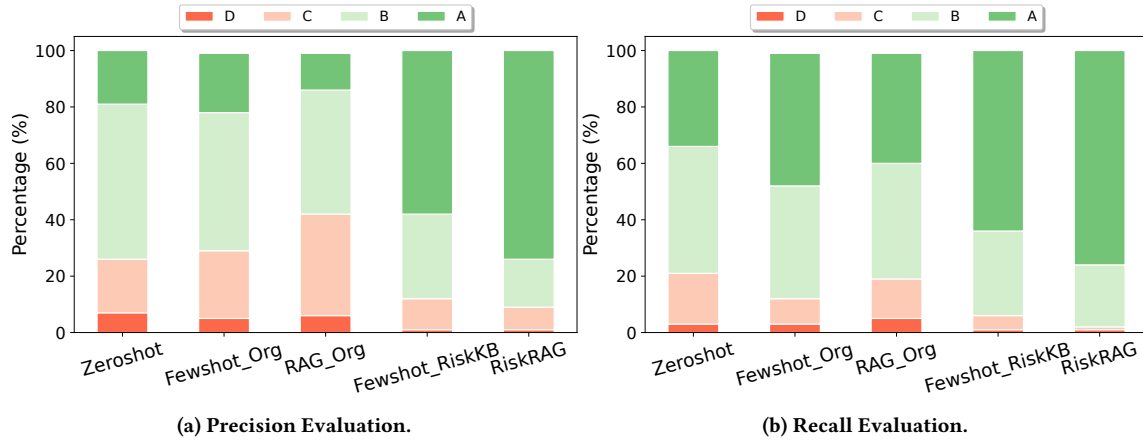 D C B A
Percentage (%)
100
80
60
40
20
0
Zeroshot
Fewshot_Org
RAG_Org
Fewshot_RiskKB
RiskRAG
(a) Precision Evaluation.
D C B A
Percentage (%)
100
80
60
40
20
0
Zeroshot
Fewshot_Org
RAG_Org
Fewshot_RiskKB
RiskRAG
(b) Recall Evaluation.